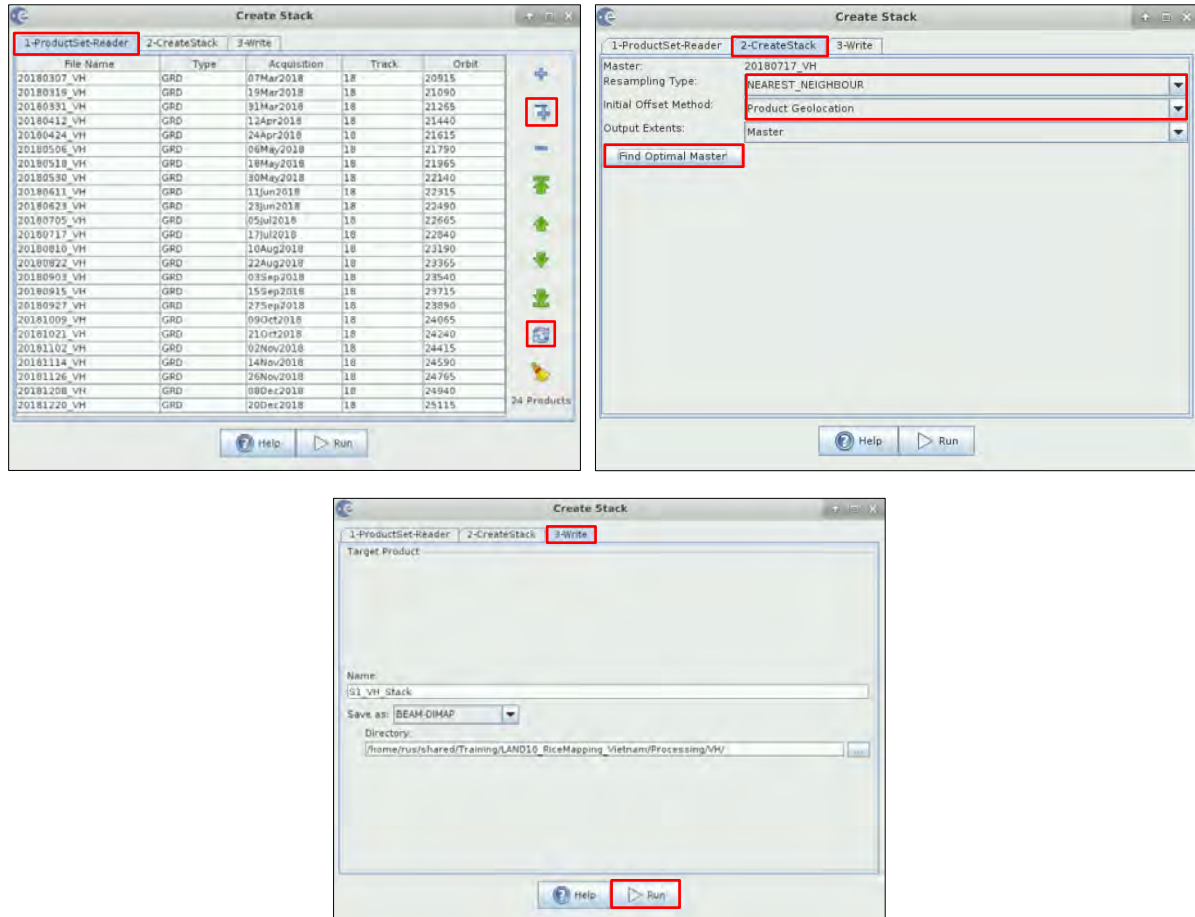 Create Stack
1-ProductSet-Reader 2-CreateStack 3-Write
File Name Type Acquisition Track Orbit
20180307_VH GRD 07Mar2018 18 20915
20180319_VH GRD 19Mar2018 18 21090
20180331_VH GRD 31Mar2018 18 21265
20180412_VH GRD 12Apr2018 18 21440
20180424_VH GRD 24Apr2018 18 21615
20180506_VH GRD 06May2018 18 21790
20180518_VH GRD 18May2018 18 21965
20180530_VH GRD 30May2018 18 22140
20180611_VH GRD 11Jun2018 18 22315
20180623_VH GRD 23Jun2018 18 22490
20180705_VH GRD 05Jul2018 18 22665
20180717_VH GRD 17Jul2018 18 22840
20180810_VH GRD 10Aug2018 18 23190
20180822_VH GRD 22Aug2018 18 23365
20180903_VH GRD 03Sep2018 18 23540
20180915_VH GRD 15Sep2018 18 23715
20180927_VH GRD 27Sep2018 18 23890
20181009_VH GRD 09Oct2018 18 24065
20181021_VH GRD 21Oct2018 18 24240
20181102_VH GRD 02Nov2018 18 24415
20181114_VH GRD 14Nov2018 18 24590
20181126_VH GRD 26Nov2018 18 24765
20181208_VH GRD 08Dec2018 18 24940
20181220_VH GRD 20Dec2018 18 25115
24 Products
Help Run
Create Stack
1-ProductSet-Reader 2-CreateStack 3-Write
Master: 20180717_VH
Resampling Type: NEAREST_NEIGHBOUR
Initial Offset Method: Product Geolocation
Output Extents: Master
Find Optimal Master
Help Run
Create Stack
1-ProductSet-Reader 2-CreateStack 3-Write
Target Product
Name:
S1_VH_Stack
Save as: BEAM-DIMAP
Directory:
/home/rus/shared/Training/LAND10_RiceMapping_Vietnam/Processing/VH/
...
Help Run